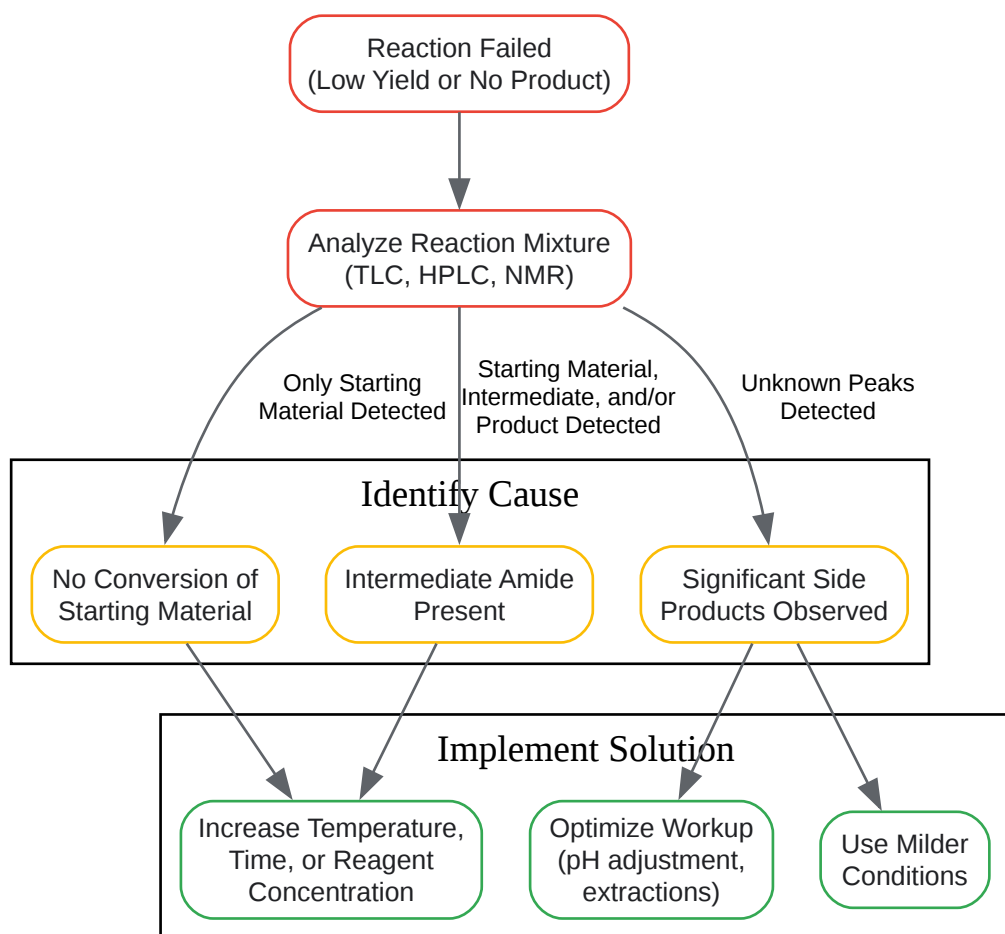 Reaction Failed
(Low Yield or No Product)
Analyze Reaction Mixture
(TLC, HPLC, NMR)
Only Starting
Material Detected
Starting Material,
Intermediate, and/or
Product Detected
Unknown Peaks
Detected
Identify Cause
No Conversion of
Starting Material
Intermediate Amide
Present
Significant Side
Products Observed
Implement Solution
Increase Temperature,
Time, or Reagent
Concentration
Optimize Workup
(pH adjustment,
extractions)
Use Milder
Conditions